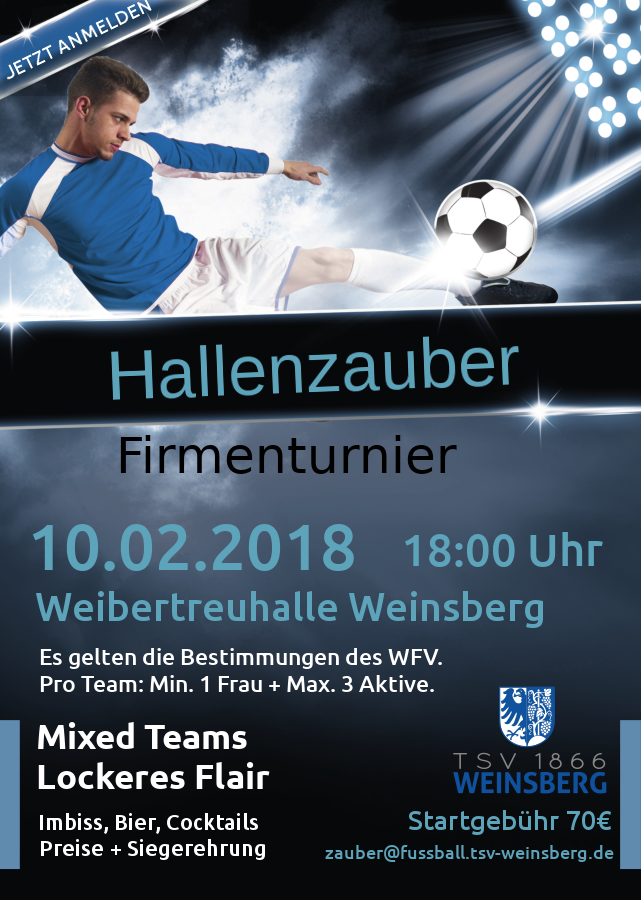 JETZT ANMELDEN
Hallenzauber
Firmenturnier
10.02.2018 18:00 Uhr
Weibertreuhalle Weinsberg
Es gelten die Bestimmungen des WFV.
Pro Team: Min. 1 Frau + Max. 3 Aktive.
Mixed Teams
Lockeres Flair
Imbiss, Bier, Cocktails
Preise + Siegerehrung
TSV 1866
WEINSBERG
Startgebühr 70€
zauber@fussball.tsv-weinsberg.de